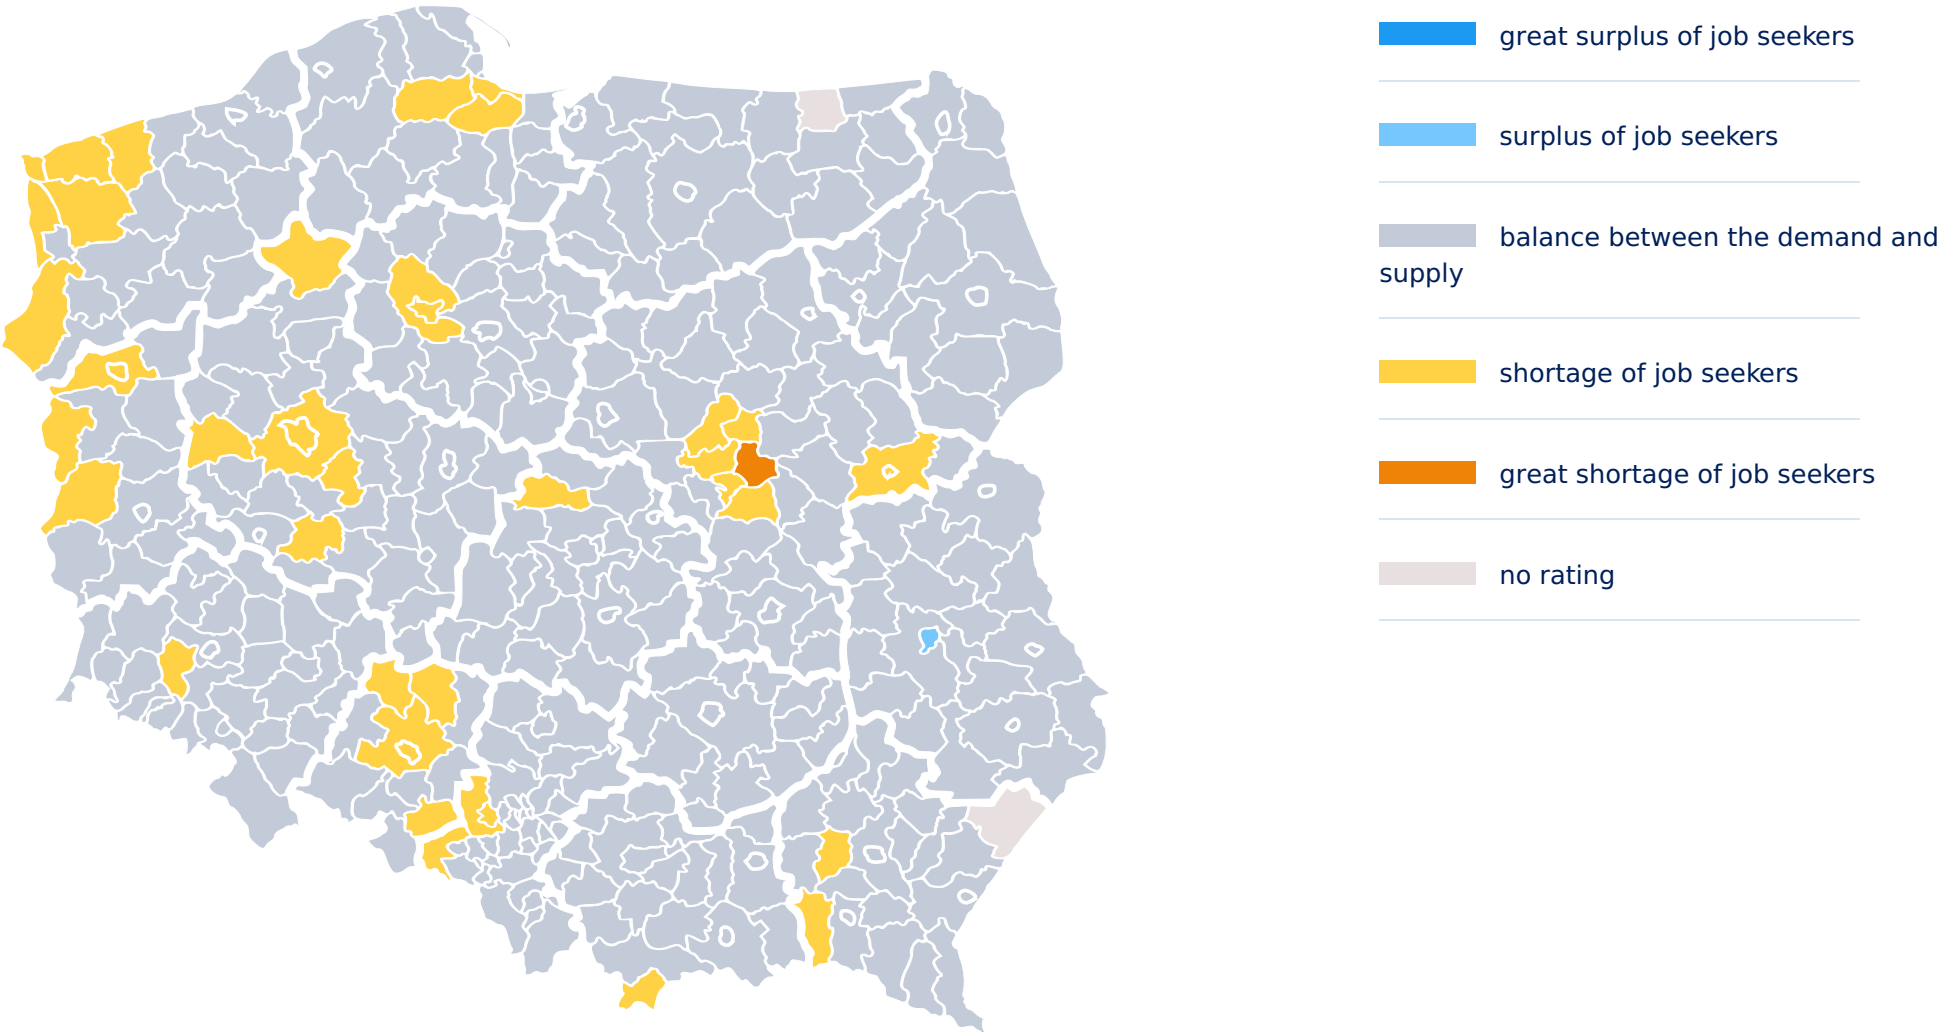 great surplus of job seekers
surplus of job seekers
balance between the demand and
supply
shortage of job seekers
great shortage of job seekers
no rating